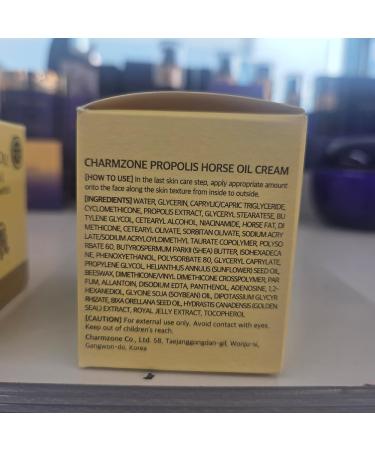 CHARMZONE PROPOLIS HORSE OIL CREAM
[HOW TO USE] In the last skin care step, apply appropriate amount
onto the face along the skin texture from inside to outside.
[INGREDIENTS] WATER, GLYCERIN, CAPRYLIC/CAPRIC TRIGLYCERIDE,
CYCLOMETHICONE, PROPOLIS EXTRACT, GLYCERYL STEARATESE, BU
TYLENE GLYCOL, CETEARYL ALCOHOL, NIACINAMIDE, HORSE FAT, DI
METHICONE, CETEARYL OLIVATE, SORBITAN OLIVATE, SODIUM ACRY
LATE/SODIUM ACRYLOYLDIMETHYL TAURATE COPOLYMER, POLYSO
RBATE 60, BUTYROSPERMUM PARKII (SHEA) BUTTER, ISOHEXADECA
NE, PHENOXYETHANOL, POLYSORBATE 80, GLYCERYL CAPRYLATE,
PROPYLENE GLYCOL, HELIANTHUS ANNUUS (SUNFLOWER) SEED OIL,
BEESWAX, DIMETHICONE/VINYL DIMETHICONE CROSSPOLYMER, PAR
FUM, ALLANTOIN, DISODIUM EDTA, PANTHENOL, ADENOSINE, 1,2-
HEXANEDIOL, GLYCINE SOJA (SOYBEAN) OIL, DIPOTASSIUM GLYCYR
RHIZATE, BIXA ORELLANA SEED OIL, HYDRASTIS CANADENSIS (GOLDEN
SEAL) EXTRACT, ROYAL JELLY EXTRACT, TOCOPHEROL
[CAUTION] For external use only. Avoid contact with eyes.
Keep out of children's reach.
Charmzone Co., Ltd. 58, Taejanggongdan-gil, Wonju-si,
Gangwon-do, Korea